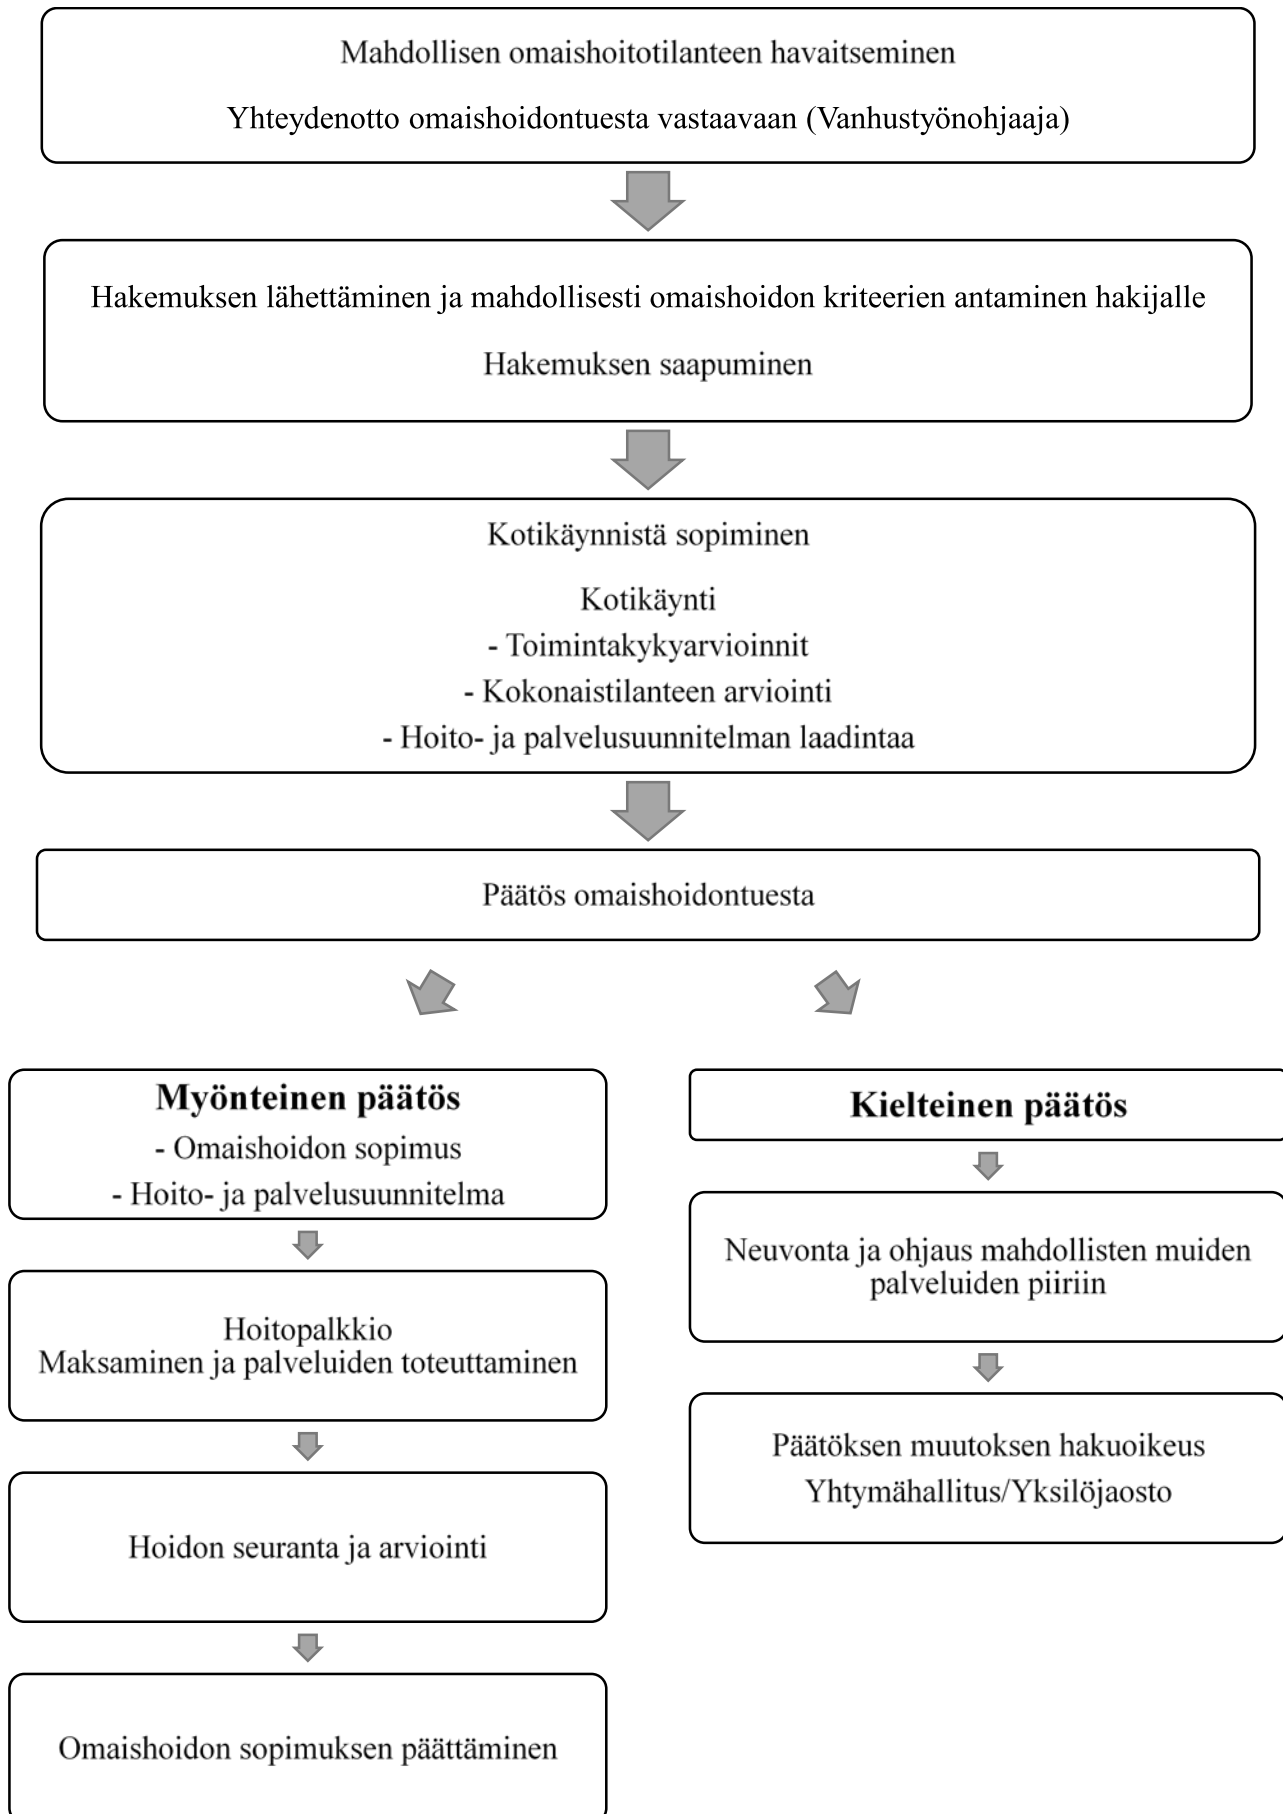 Mahdollisen omaishoitotilanteen havaitseminen
Yhteydenotto omaishoidontuesta vastaavaan (Vanhustyönohjaaja)
Hakemuksen lähettäminen ja mahdollisesti omaishoidon kriteerien antaminen hakijalle
Hakemuksen saapuminen
Kotikäynnistä sopiminen
Kotikäynti
- Toimintakykyarvioinnit
- Kokonaistilanteen arviointi
- Hoito- ja palvelusuunnitelman laadintaa
Päätös omaishoidontuesta
Myönteinen päätös
- Omaishoidon sopimus
- Hoito- ja palvelusuunnitelma
Hoitopalkkio
Maksaminen ja palveluiden toteuttaminen
Hoidon seuranta ja arviointi
Omaishoidon sopimuksen päättäminen
Kielteinen päätös
Neuvonta ja ohjaus mahdollisten muiden
palveluiden piiriin
Päätöksen muutoksen hakuoikeus
Yhtymähallitus/Yksilöjaosto